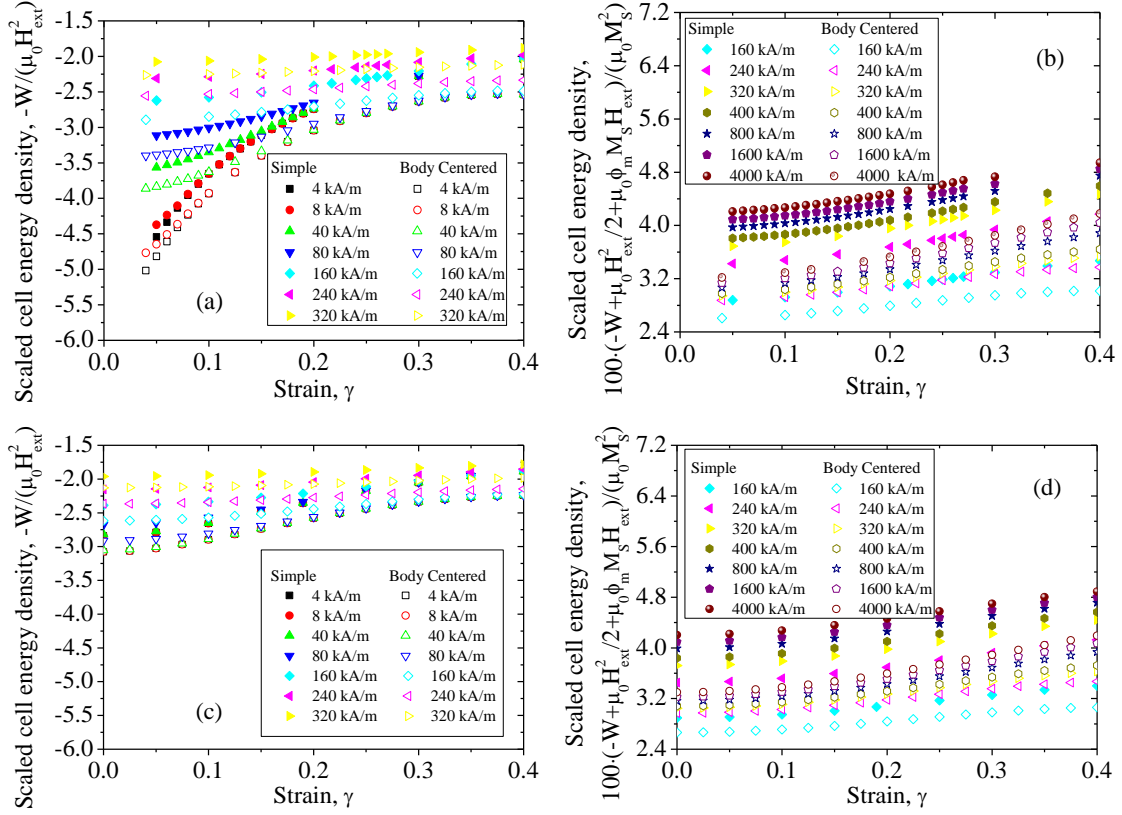 Scaled cell energy density, -W/(μ₀H²ext)
-1.5
-2.0
-2.5
-3.0
-3.5
-4.0
-4.5
-5.0
-5.5
-6.0
(a)
Simple Body Centered
4 kA/m 4 kA/m
8 kA/m 8 kA/m
40 kA/m 40 kA/m
80 kA/m 80 kA/m
160 kA/m 160 kA/m
240 kA/m 240 kA/m
320 kA/m 320 kA/m
0.0 0.1 0.2 0.3 0.4
Strain, γ
Scaled cell energy density,
100·(-W+μ₀H²ext/2+μ₀ϕmMSHext)/(μ₀M²S)
7.2
6.4
5.6
4.8
4.0
3.2
2.4
(b)
Simple Body Centered
160 kA/m 160 kA/m
240 kA/m 240 kA/m
320 kA/m 320 kA/m
400 kA/m 400 kA/m
800 kA/m 800 kA/m
1600 kA/m 1600 kA/m
4000 kA/m 4000 kA/m
0.0 0.1 0.2 0.3 0.4
Strain, γ
Scaled cell energy density, -W/(μ₀H²ext)
-1.5
-2.0
-2.5
-3.0
-3.5
-4.0
-4.5
-5.0
-5.5
-6.0
(c)
Simple Body Centered
4 kA/m 4 kA/m
8 kA/m 8 kA/m
40 kA/m 40 kA/m
80 kA/m 80 kA/m
160 kA/m 160 kA/m
240 kA/m 240 kA/m
320 kA/m 320 kA/m
0.0 0.1 0.2 0.3 0.4
Strain, γ
Scaled cell energy density,
100·(-W+μ₀H²ext/2+μ₀ϕmMSHext)/(μ₀M²S)
7.2
6.4
5.6
4.8
4.0
3.2
2.4
(d)
Simple Body Centered
160 kA/m 160 kA/m
240 kA/m 240 kA/m
320 kA/m 320 kA/m
400 kA/m 400 kA/m
800 kA/m 800 kA/m
1600 kA/m 1600 kA/m
4000 kA/m 4000 kA/m
0.0 0.1 0.2 0.3 0.4
Strain, γ